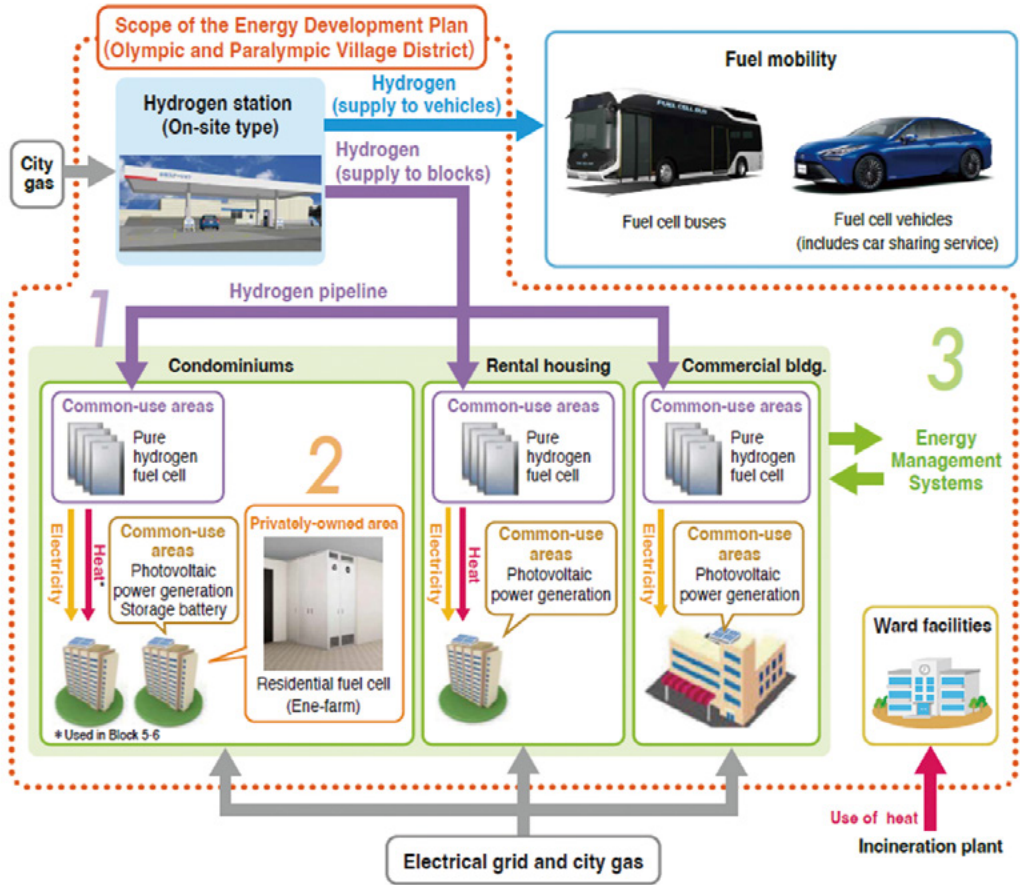 Scope of the Energy Development Plan
(Olympic and Paralympic Village District)
City
gas
Hydrogen station
(On-site type)
Hydrogen
(supply to vehicles)
Hydrogen
(supply to blocks)
Fuel mobility
FUEL CELL BUS
Fuel cell buses
Fuel cell vehicles
(includes car sharing service)
1
Hydrogen pipeline
Condominiums
Common-use areas
Pure
hydrogen
fuel cell
Electricity
Heat*
Common-use
areas
Photovoltaic
power generation
Storage battery
2
Privately-owned area
Residential fuel cell
(Ene-farm)
* Used in Block 5-6
Rental housing
Common-use areas
Pure
hydrogen
fuel cell
Electricity
Heat
Common-use
areas
Photovoltaic
power generation
Commercial bldg.
Common-use areas
Pure
hydrogen
fuel cell
Electricity
Common-use
areas
Photovoltaic
power generation
3
Energy
Management
Systems
Ward facilities
Use of heat
Incineration plant
Electrical grid and city gas